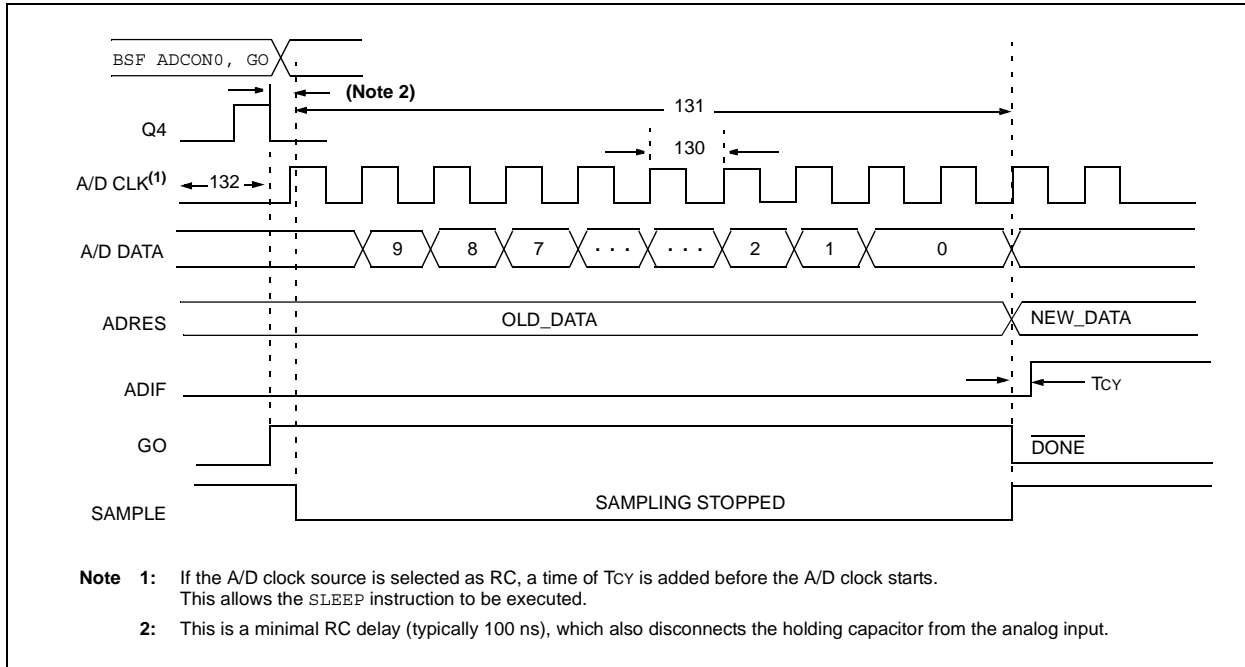 BSF ADCON0, GO
(Note 2)
131
Q4
130
A/D CLK(1)
132
A/D DATA
9 8 7 . . . . . . 2 1 0
ADRES
OLD_DATA
NEW_DATA
ADIF
TCY
GO
DONE
SAMPLE
SAMPLING STOPPED
Note 1: If the A/D clock source is selected as RC, a time of TCY is added before the A/D clock starts.
This allows the SLEEP instruction to be executed.
2: This is a minimal RC delay (typically 100 ns), which also disconnects the holding capacitor from the analog input.